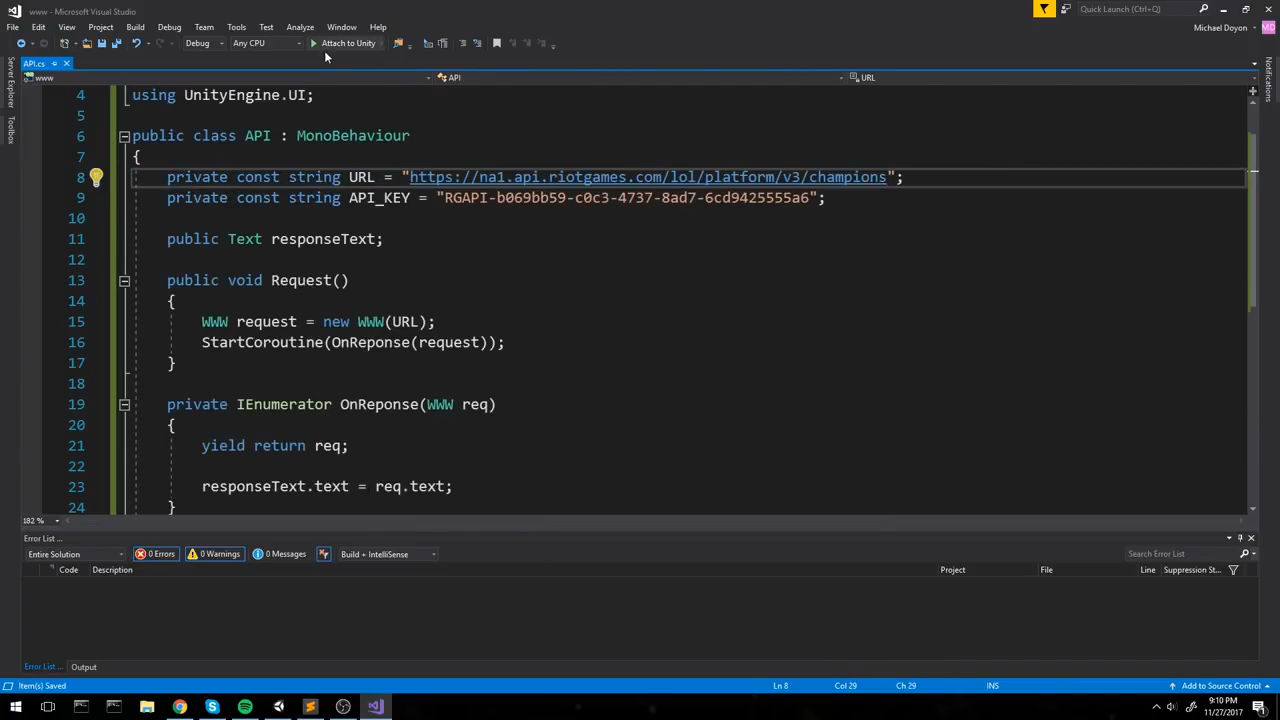 www - Microsoft Visual Studio
Quick Launch (Ctrl+Q)
File Edit View Project Build Debug Team Tools Test Analyze Window Help
Michael Doyon MD
Debug Any CPU Attach to Unity
API.cs
www API URL
Server Explorer
Toolbox
Notifications
4 using UnityEngine.UI;
5
6 public class API : MonoBehaviour
7 {
8 private const string URL = "https://na1.api.riotgames.com/lol/platform/v3/champions";
9 private const string API_KEY = "RGAPI-b069bb59-c0c3-4737-8ad7-6cd9425555a6";
10
11 public Text responseText;
12
13 public void Request()
14 {
15 WWW request = new WWW(URL);
16 StartCoroutine(OnReponse(request));
17 }
18
19 private IEnumerator OnReponse(WWW req)
20 {
21 yield return req;
22
23 responseText.text = req.text;
24 }
182 %
Error List ...
Entire Solution 0 Errors 0 Warnings 0 Messages Build + IntelliSense Search Error List
Code Description Project File Line Suppression St...
Error List ... Output
Item(s) Saved Ln 8 Col 29 Ch 29 INS Add to Source Control
9:10 PM
11/27/2017